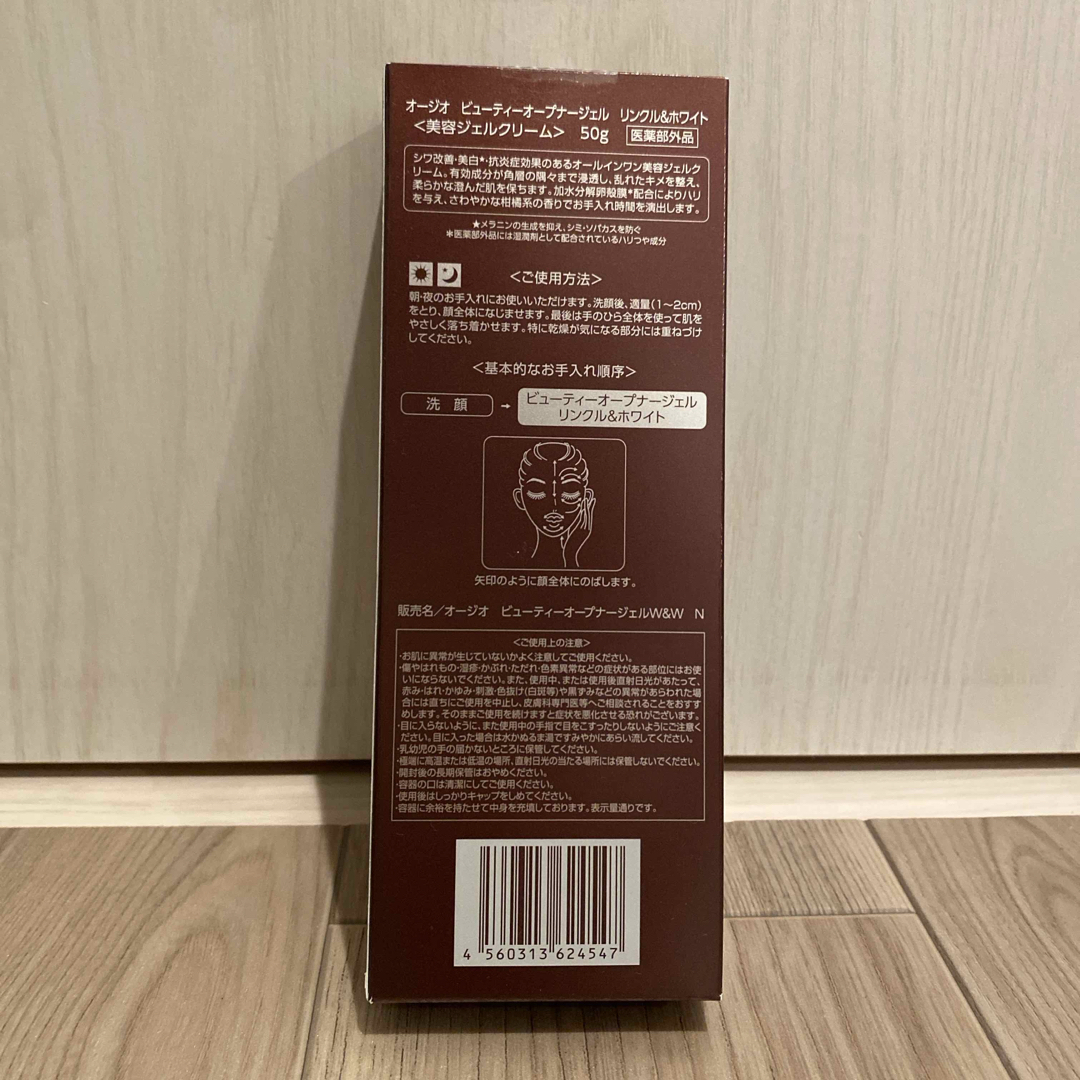 オージオ ビューティーオープナージェル リンクル&ホワイト
<美容ジェルクリーム> 50g 医薬部外品
シワ改善・美白*・抗炎症効果のあるオールインワン美容ジェルク
リーム。有効成分が角層の隅々まで浸透し、乱れたキメを整え、
柔らかな澄んだ肌を保ちます。加水分解卵殻膜*配合によりハリ
を与え、さわやかな柑橘系の香りでお手入れ時間を演出します。
★メラニンの生成を抑え、シミ・ソバカスを防ぐ
*医薬部外品には湿潤剤として配合されているハリつや成分
<ご使用方法>
朝・夜のお手入れにお使いいただけます。洗顔後、適量(1〜2cm)
をとり、顔全体になじませます。最後は手のひら全体を使って肌を
やさしく落ち着かせます。特に乾燥が気になる部分には重ねづけ
してください。
<基本的なお手入れ順序>
洗顔 → ビューティーオープナージェル
リンクル&ホワイト
矢印のように顔全体にのばします。
販売名/オージオ ビューティーオープナージェルW&W N
<ご使用上の注意>
・お肌に異常が生じていないかよく注意してご使用ください。
・傷やはれもの・湿疹・かぶれ・ただれ・色素異常などの症状がある部位にはお使
いにならないでください。また、使用中、または使用後直射日光があたって、
赤み・はれ・かゆみ・刺激・色抜け(白斑等)や黒ずみなどの異常があらわれた場
合には直ちにご使用を中止し、皮膚科専門医等へご相談されることをおすす
めします。そのままご使用を続けますと症状を悪化させる恐れがございます。
・目に入らないように、また使用中の手指で目をこすったりしないようにご注意く
ださい。目に入った場合は水かぬるま湯ですみやかにあらい流してください。
・乳幼児の手の届かないところに保管してください。
・極端に高温または低温の場所、直射日光の当たる場所には保管しないでください。
・開封後の長期保管はおやめください。
・容器の口は清潔にしてご使用ください。
・使用後はしっかりキャップをしめてください。
・容器に余裕を持たせて中身を充填しております。表示量通りです。
4 560313 624547